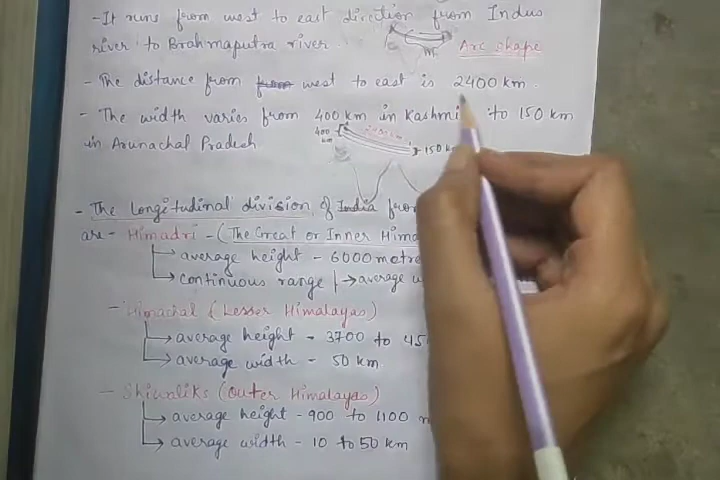 -It runs from west to east direction from Indus
river to Brahmaputra river.
Arc shape
- The distance from west to east is 2400 km.
- The width varies from 400 km in Kashmi to 150 km
in Arunachal Pradesh
400
km
150 k
- The Longitudinal division of India from
are- Himadri - (The Great or Inner Hima
average height - 6000 metre
continuous range average
- Himachal (Lesser Himalayas)
average height - 3700 to 45
average width - 50 km
- Shiwaliks (Outer Himalayas)
average height - 900 to 1100 m
average width - 10 to 50 km